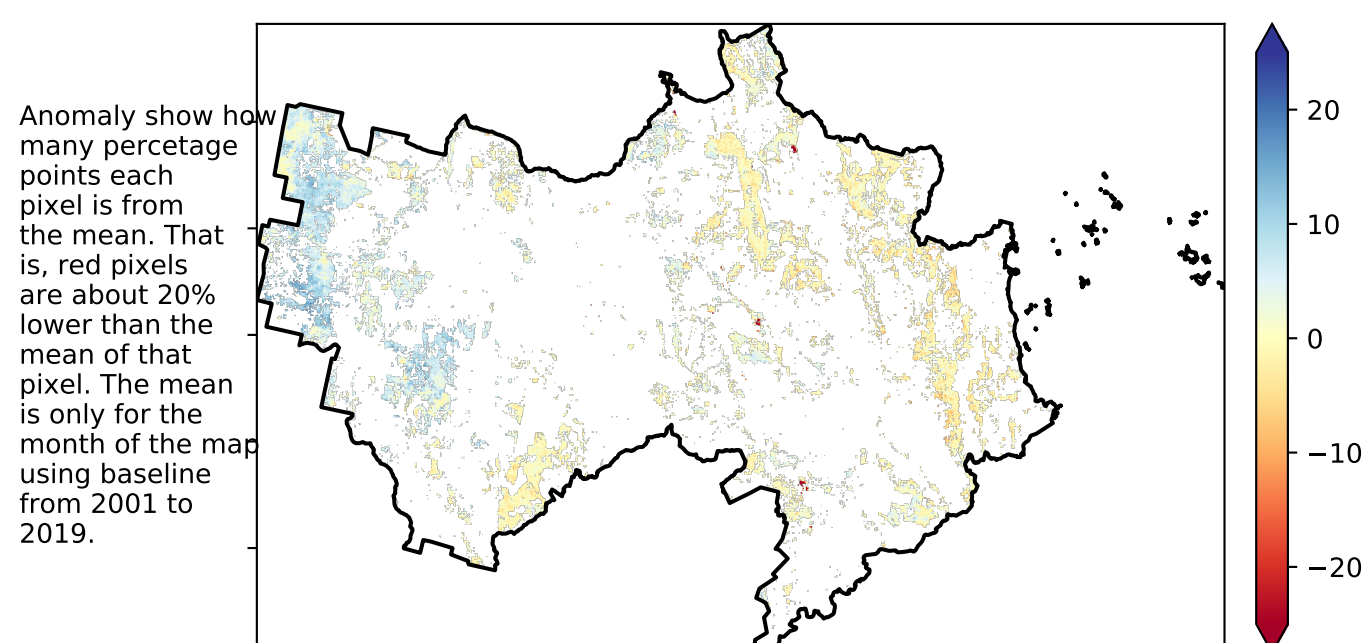 Anomaly show how
many percetage
points each
pixel is from
the mean. That
is, red pixels
are about 20%
lower than the
mean of that
pixel. The mean
is only for the
month of the map
using baseline
from 2001 to
2019.
20
10
0
−10
−20